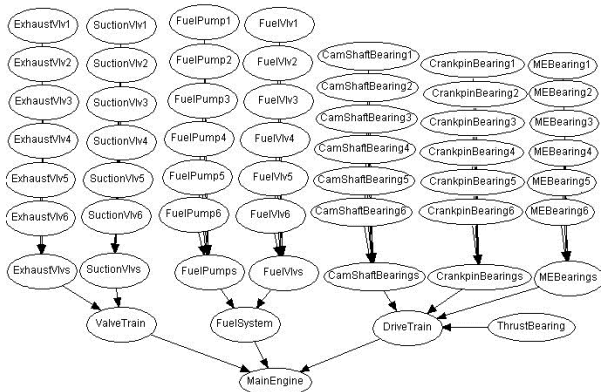 ExhaustVlv1 SuctionVlv1 FuelPump1 FuelVlv1
CamShaftBearing1 CrankpinBearing1 MEBearing1
ExhaustVlv2 SuctionVlv2 FuelPump2 FuelVlv2
CamShaftBearing2 CrankpinBearing2 MEBearing2
ExhaustVlv3 SuctionVlv3 FuelPump3 FuelVlv3
CamShaftBearing3 CrankpinBearing3 MEBearing3
ExhaustVlv4 SuctionVlv4 FuelPump4 FuelVlv4
CamShaftBearing4 CrankpinBearing4 MEBearing4
ExhaustVlv5 SuctionVlv5 FuelPump5 FuelVlv5
CamShaftBearing5 CrankpinBearing5 MEBearing5
ExhaustVlv6 SuctionVlv6 FuelPump6 FuelVlv6
CamShaftBearing6 CrankpinBearing6 MEBearing6
ExhaustVlvs SuctionVlvs FuelPumps FuelVlvs CamShaftBearings CrankpinBearings MEBearings
ValveTrain FuelSystem DriveTrain ThrustBearing
MainEngine